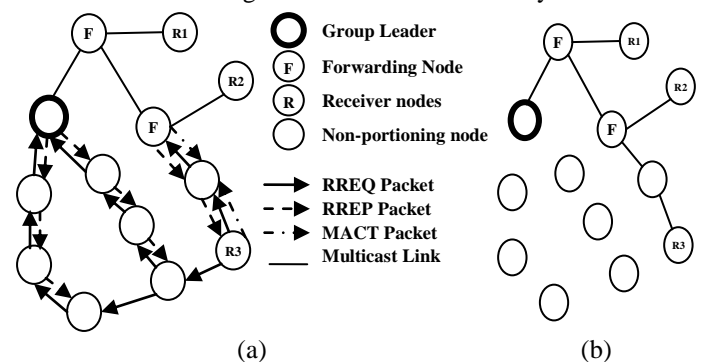 F
R1
R2
F
R3
Group Leader
F
Forwarding Node
R
Receiver nodes
Non-portioning node
RREQ Packet
RREP Packet
MACT Packet
Multicast Link
(a)
F
R1
R2
F
R3
(b)